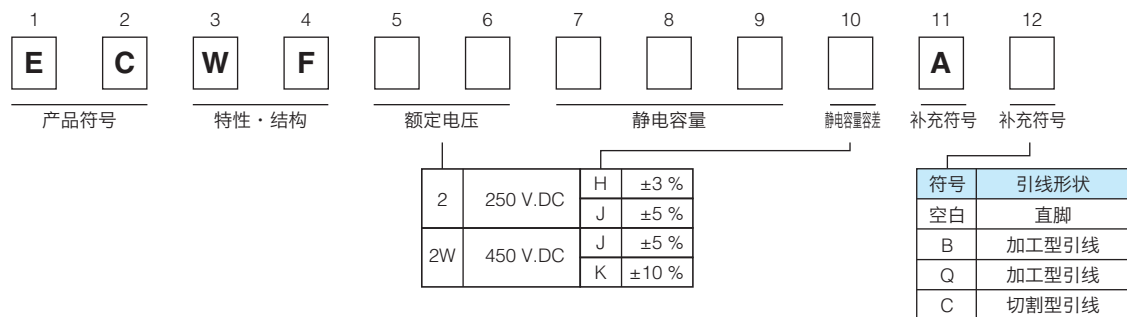 1 2 3 4 5 6 7 8 9 10 11 12
E C W F A
产品符号 特性・结构 额定电压 静电容量 静电容量容差 补充符号 补充符号
2 250 V.DC H ±3 %
J ±5 %
2W 450 V.DC J ±5 %
K ±10 %
符号 引线形状
空白 直脚
B 加工型引线
Q 加工型引线
C 切割型引线